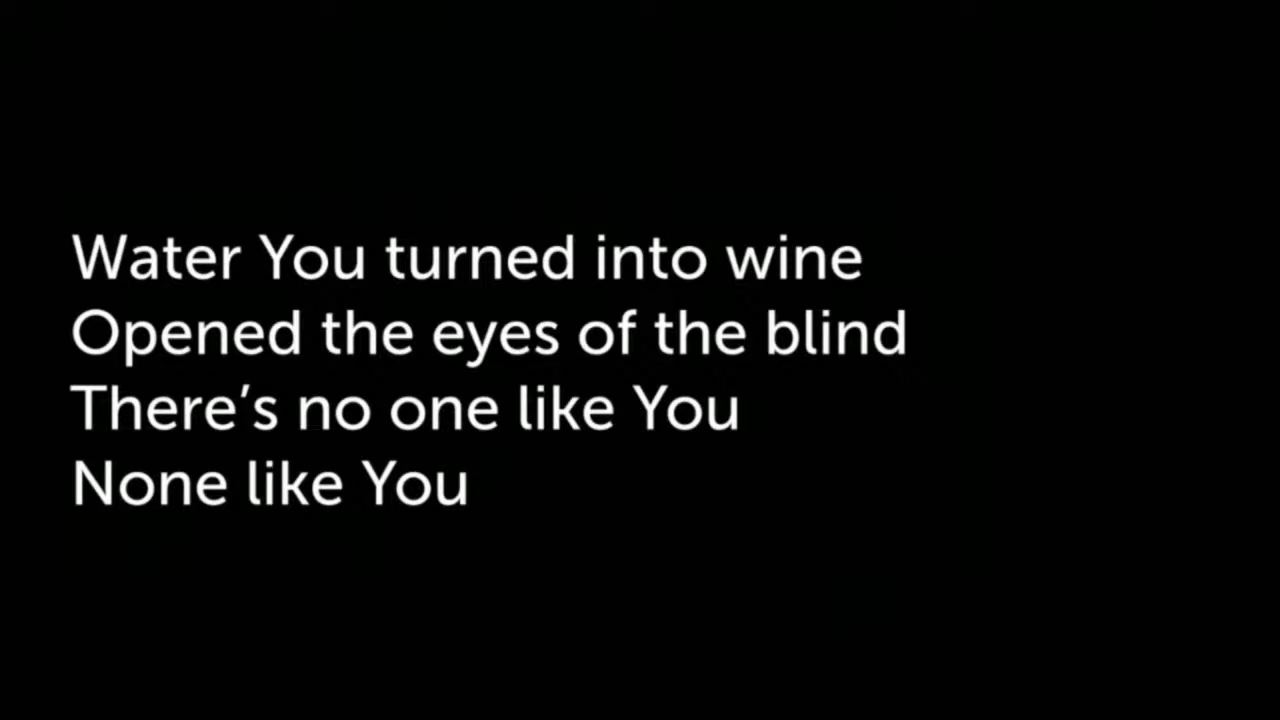 Water You turned into wine
Opened the eyes of the blind
There’s no one like You
None like You